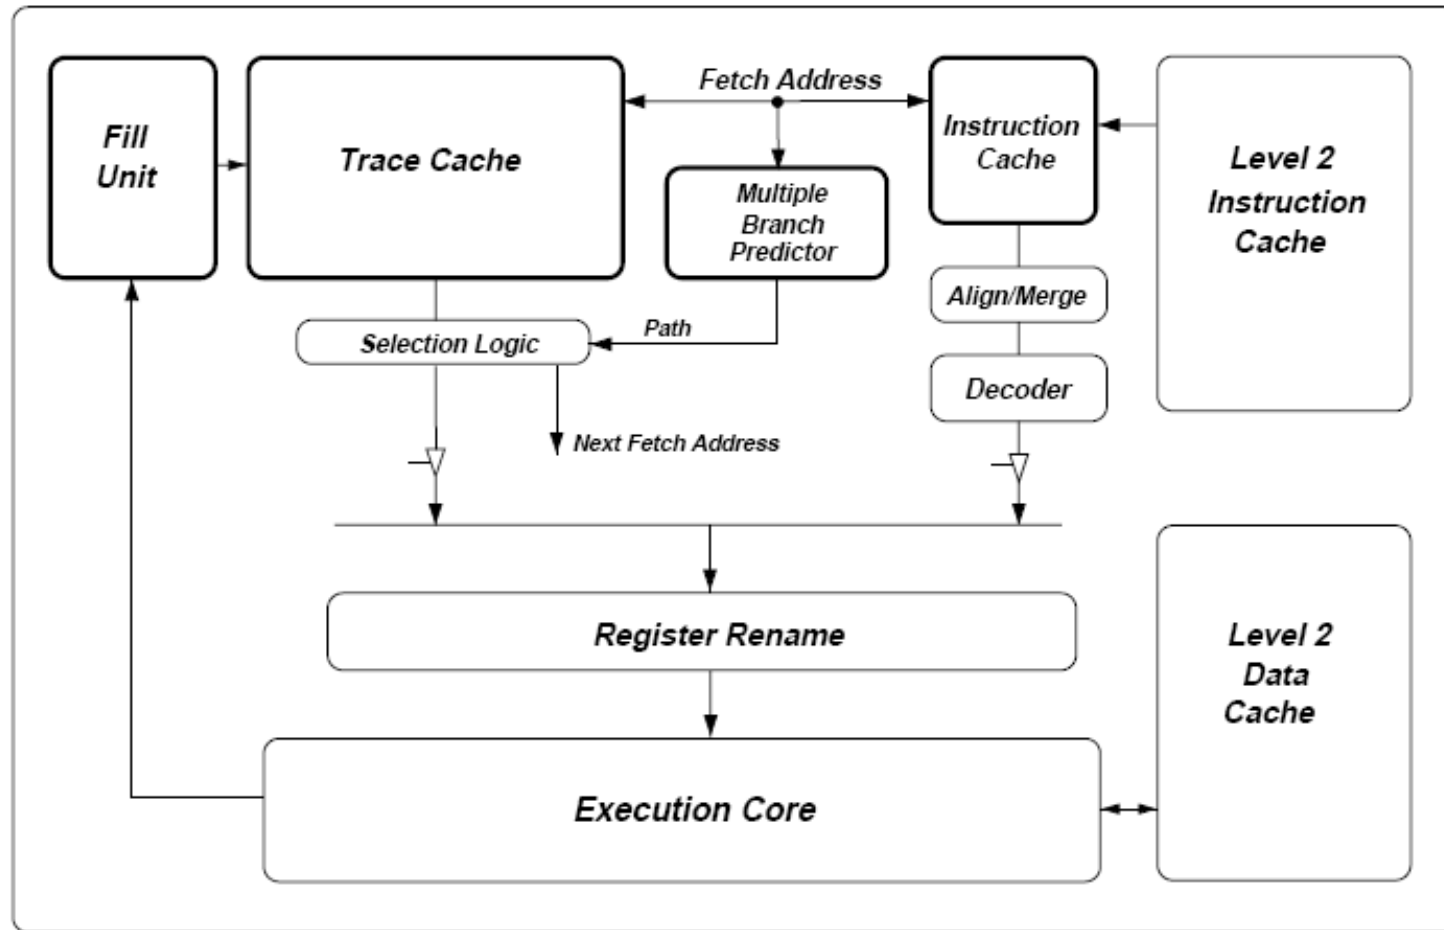 Fill
Unit
Trace Cache
Fetch Address
Multiple
Branch
Predictor
Instruction
Cache
Level 2
Instruction
Cache
Align/Merge
Path
Selection Logic
Decoder
Next Fetch Address
Register Rename
Level 2
Data
Cache
Execution Core